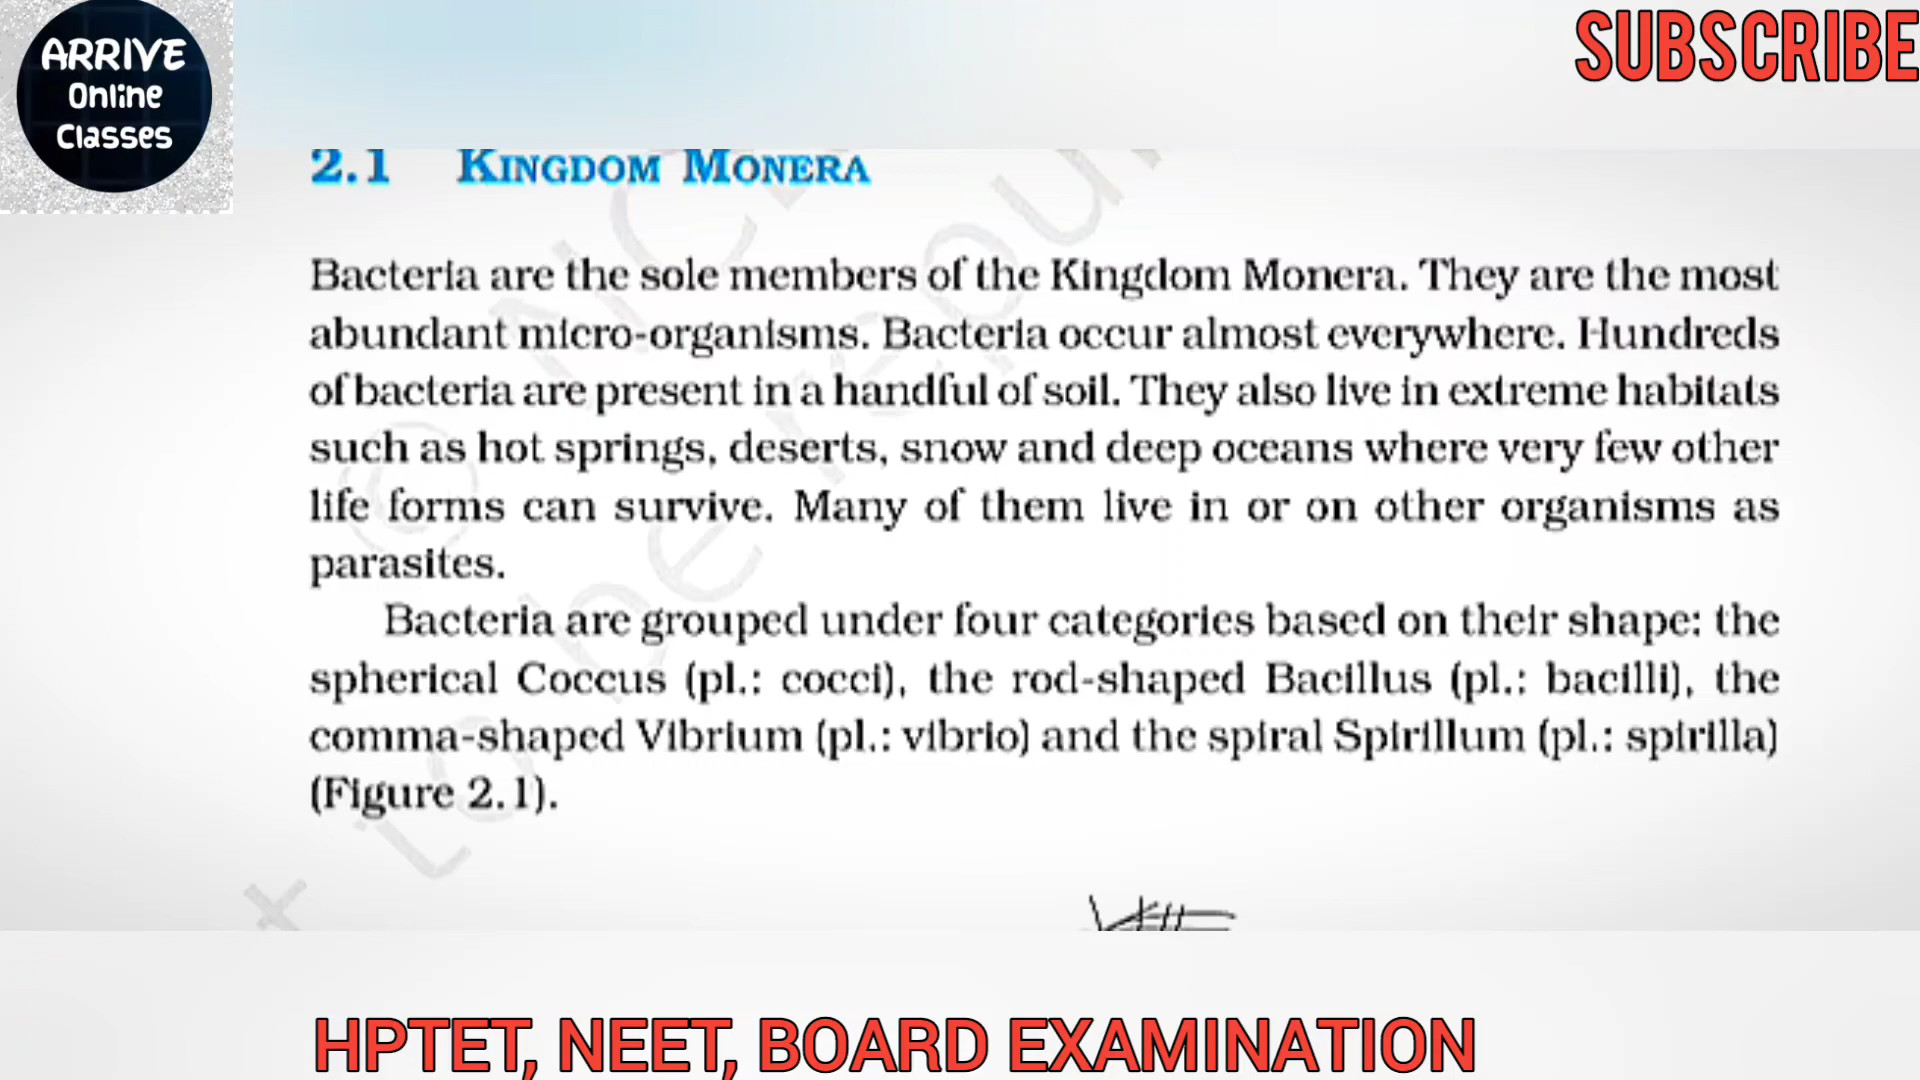 ARRIVE
Online
Classes
SUBSCRIBE
2.1 KINGDOM MONERA
Bacteria are the sole members of the Kingdom Monera. They are the most
abundant micro-organisms. Bacteria occur almost everywhere. Hundreds
of bacteria are present in a handful of soil. They also live in extreme habitats
such as hot springs, deserts, snow and deep oceans where very few other
life forms can survive. Many of them live in or on other organisms as
parasites.
Bacteria are grouped under four categories based on their shape: the
spherical Coccus (pl.: cocci), the rod-shaped Bacillus (pl.: bacilli), the
comma-shaped Vibrium (pl.: vibrio) and the spiral Spirillum (pl.: spirilla)
(Figure 2.1).
HPTET, NEET, BOARD EXAMINATION